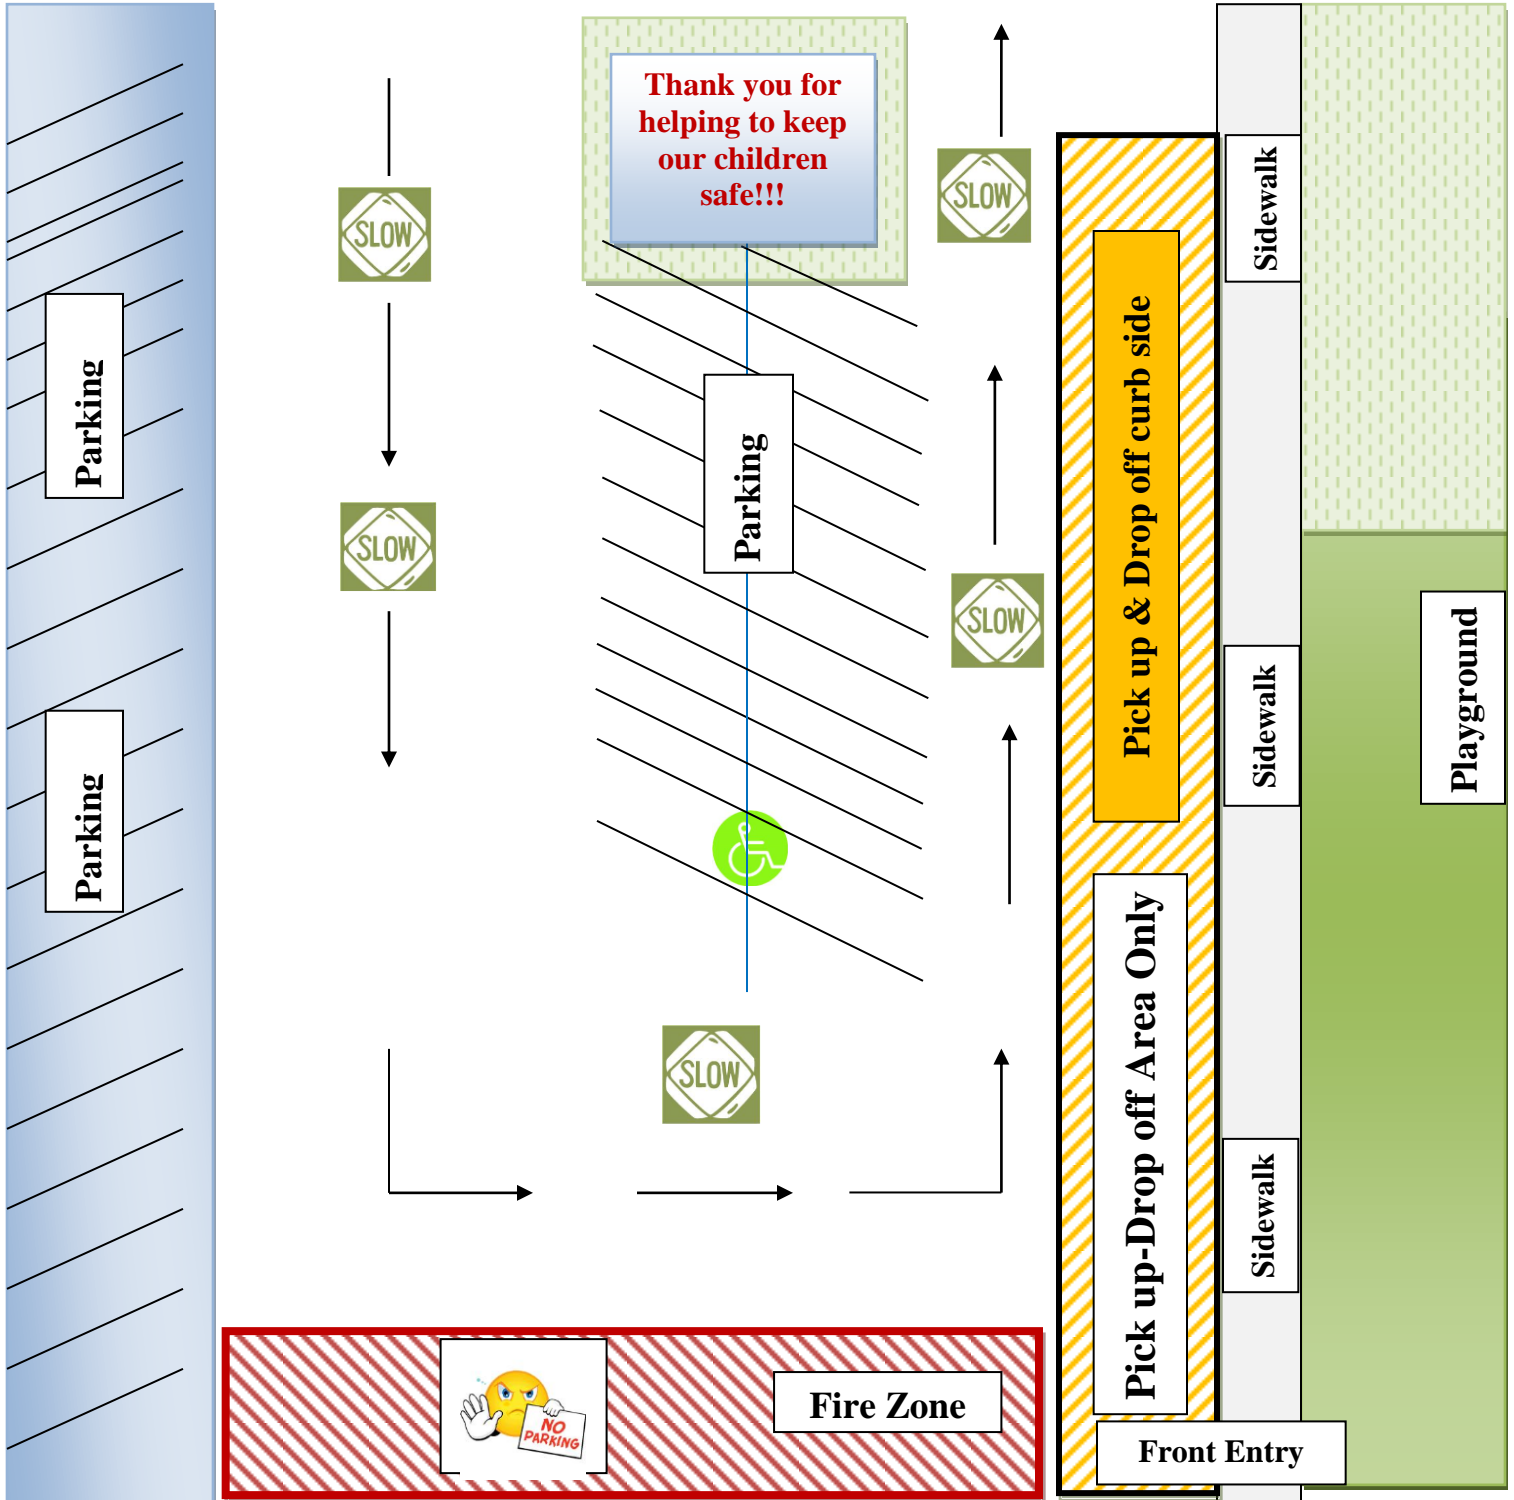 Thank you for
helping to keep
our children
safe!!!
SLOW
SLOW
Sidewalk
Parking
Parking
Pick up & Drop off curb side
SLOW
SLOW
Sidewalk
Playground
Parking
Pick up-Drop off Area Only
SLOW
Sidewalk
NO
PARKING
Fire Zone
Front Entry